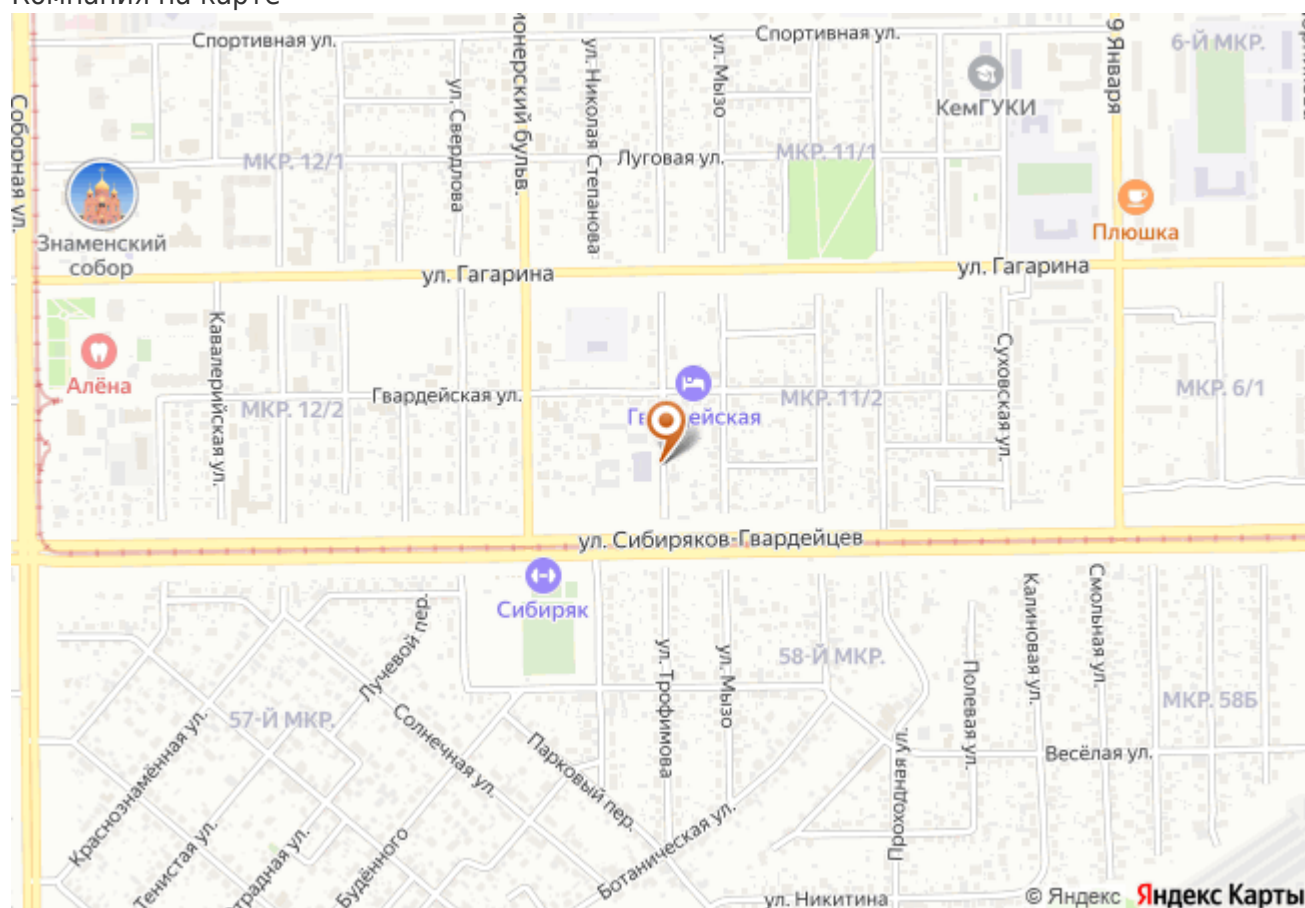 Компания на карте
Спортивная ул.
Спортивная ул.
6-Й МКР.
КемГУКИ
9 Января
Соборная ул.
ул. Свердлова
ул. Николая Степанова
ул. Мызо
МКР. 12/1
Луговая ул.
МКР. 11/1
Знаменский
собор
Плюшка
ул. Гагарина
ул. Гагарина
Алёна
Кавалерийская ул.
МКР. 12/2
Гвардейская ул.
МКР. 11/2
Суховская ул.
МКР. 6/1
ул. Сибиряков-Гвардейцев
Сибиряк
Лучевой пер.
ул. Трофимова
ул. Мызо
58-Й МКР.
Калиновая ул.
Смольная ул.
Полевая ул.
МКР. 58Б
57-Й МКР.
Краснознамённая ул.
Солнечная ул.
Парковый пер.
Проходная ул.
Весёлая ул.
Тенистая ул.
Будённого
Ботаническая ул.
ул. Никитина
© Яндекс Яндекс Карты